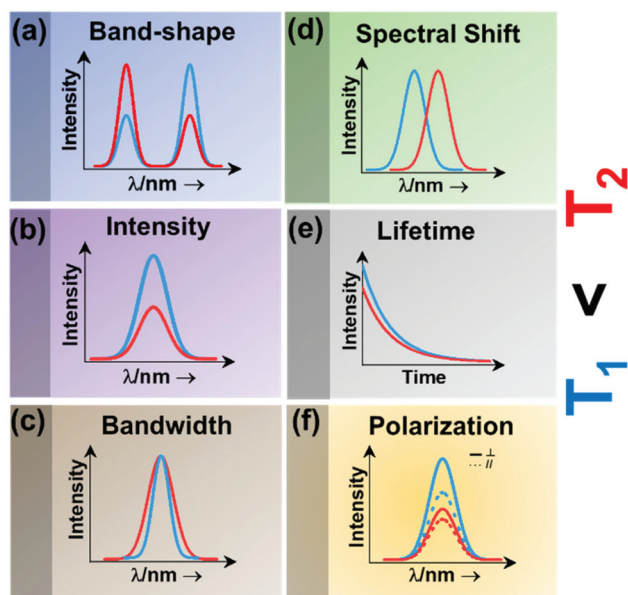 (a) Band-shape
Intensity
λ/nm →
(b) Intensity
Intensity
λ/nm →
(c) Bandwidth
Intensity
λ/nm →
(d) Spectral Shift
Intensity
λ/nm →
(e) Lifetime
Intensity
Time
(f) Polarization
— ⊥
... //
Intensity
λ/nm →
T₁ < T₂